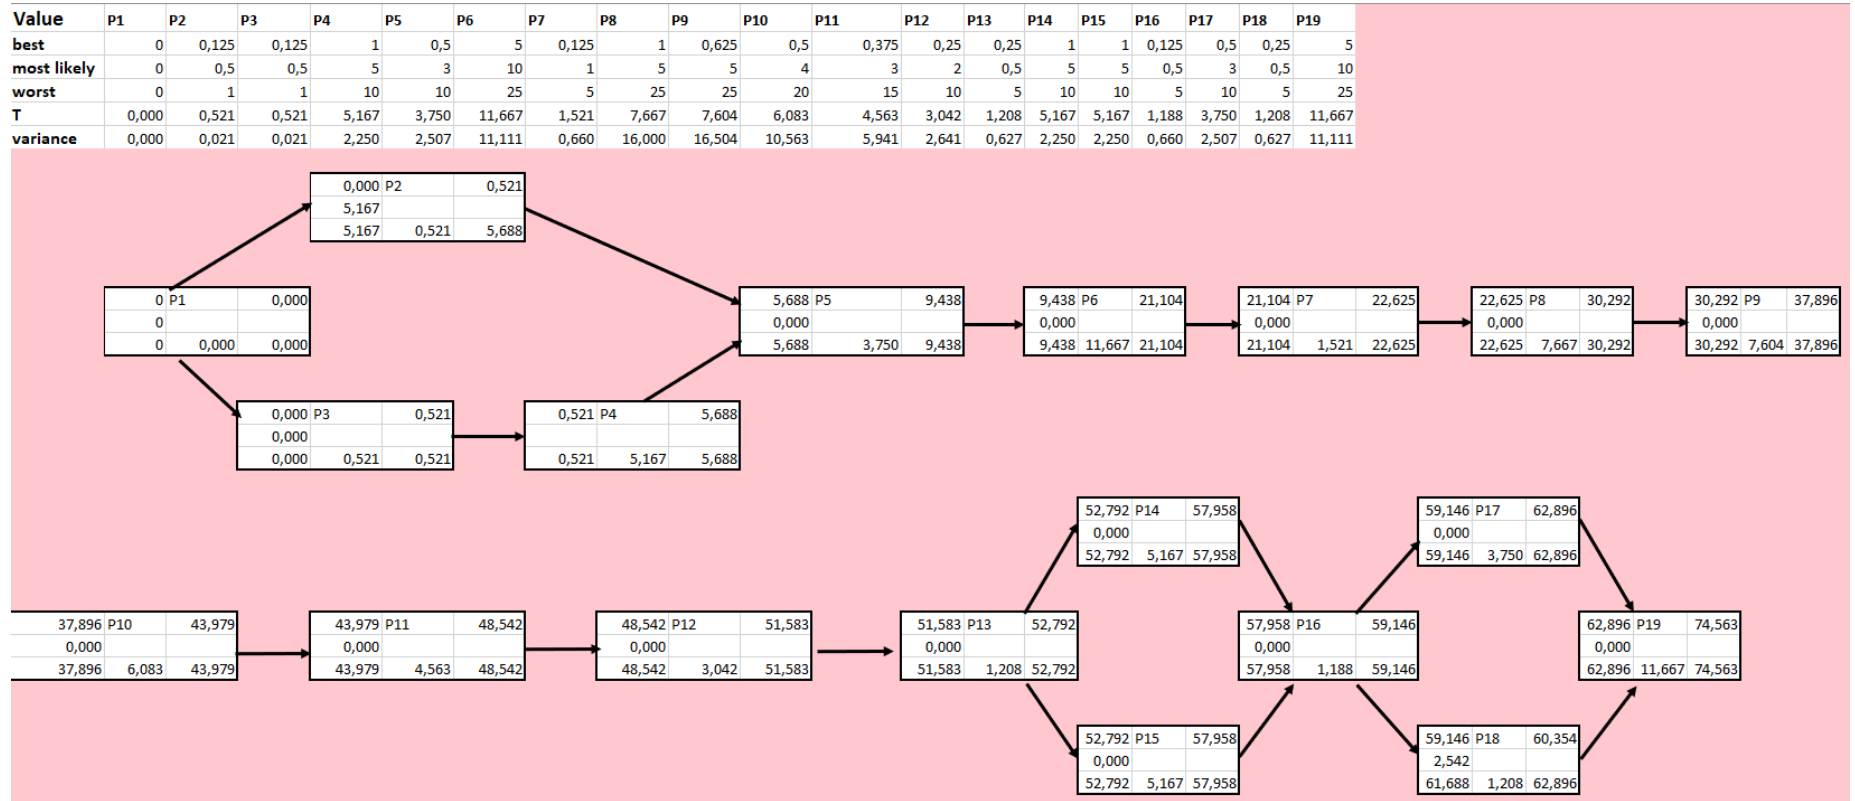 Value P1 P2 P3 P4 P5 P6 P7 P8 P9 P10 P11 P12 P13 P14 P15 P16 P17 P18 P19
best 0 0,125 0,125 1 0,5 5 0,125 1 0,625 0,5 0,375 0,25 0,25 1 1 0,125 0,5 0,25 5
most likely 0 0,5 0,5 5 3 10 1 5 5 4 3 2 0,5 5 5 0,5 3 0,5 10
worst 0 1 1 10 10 25 5 25 25 20 15 10 5 10 10 5 10 5 25
T 0,000 0,521 0,521 5,167 3,750 11,667 1,521 7,667 7,604 6,083 4,563 3,042 1,208 5,167 5,167 1,188 3,750 1,208 11,667
variance 0,000 0,021 0,021 2,250 2,507 11,111 0,660 16,000 16,504 10,563 5,941 2,641 0,627 2,250 2,250 0,660 2,507 0,627 11,111
0,000 P2 0,521
5,167
5,167 0,521 5,688
0 P1 0,000
0
0 0,000 0,000
5,688 P5 9,438
0,000
5,688 3,750 9,438
9,438 P6 21,104
0,000
9,438 11,667 21,104
21,104 P7 22,625
0,000
21,104 1,521 22,625
22,625 P8 30,292
0,000
22,625 7,667 30,292
30,292 P9 37,896
0,000
30,292 7,604 37,896
0,000 P3 0,521
0,000
0,000 0,521 0,521
0,521 P4 5,688
0,521 5,167 5,688
52,792 P14 57,958
0,000
52,792 5,167 57,958
59,146 P17 62,896
0,000
59,146 3,750 62,896
37,896 P10 43,979
0,000
37,896 6,083 43,979
43,979 P11 48,542
0,000
43,979 4,563 48,542
48,542 P12 51,583
0,000
48,542 3,042 51,583
51,583 P13 52,792
0,000
51,583 1,208 52,792
57,958 P16 59,146
0,000
57,958 1,188 59,146
62,896 P19 74,563
0,000
62,896 11,667 74,563
52,792 P15 57,958
0,000
52,792 5,167 57,958
59,146 P18 60,354
2,542
61,688 1,208 62,896